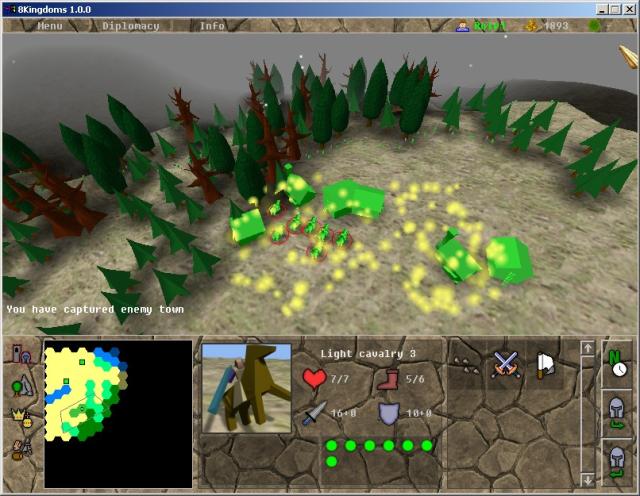 8Kingdoms 1.0.0
Menu Diplomacy Info 1893
You have captured enemy town
Light cavalry 3
7/7 5/6
16+0 10+0
N